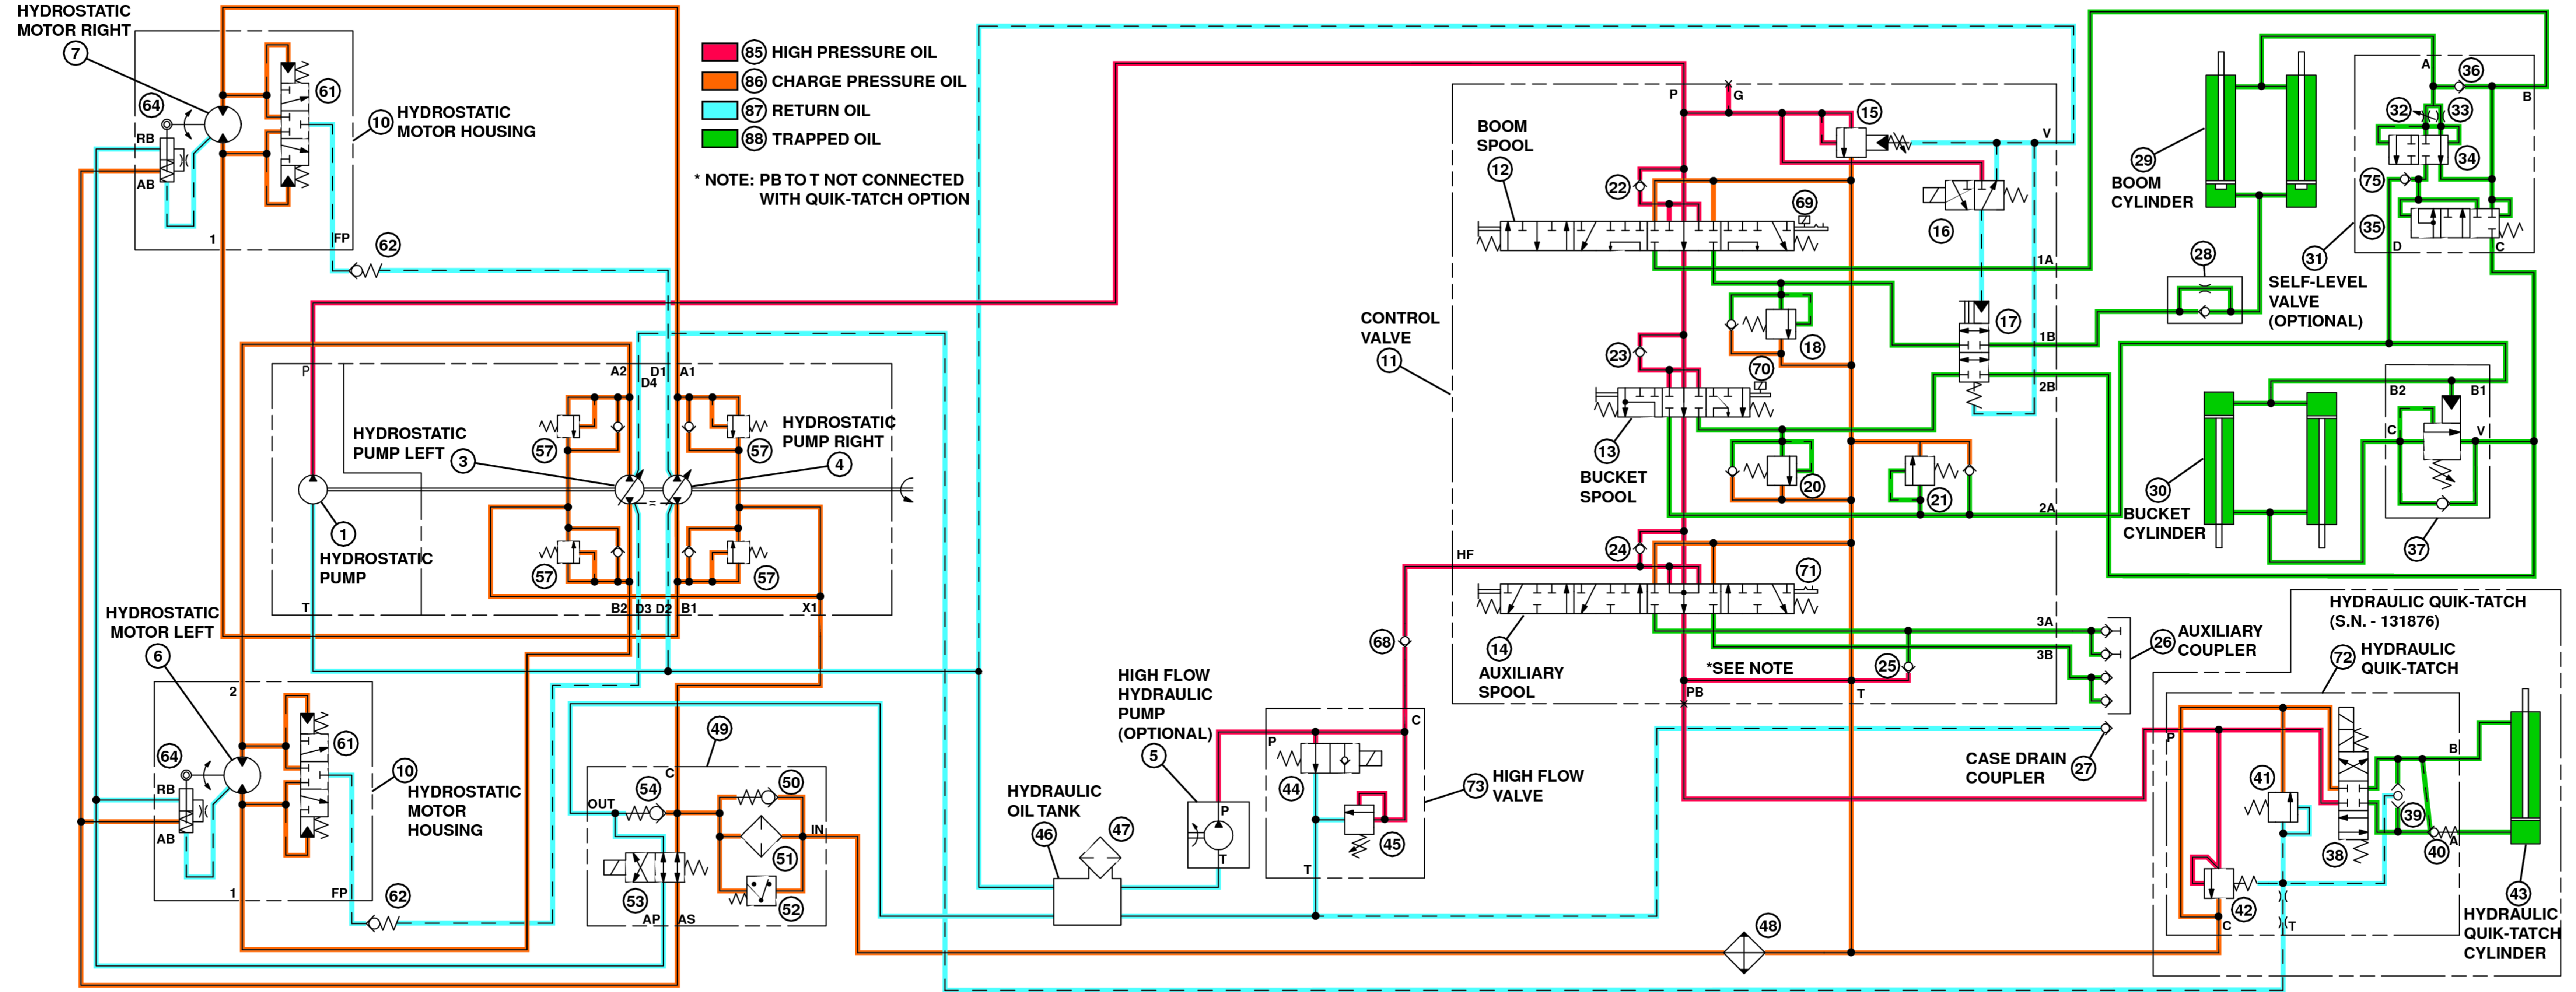 HYDROSTATIC
MOTOR RIGHT
7
64
RB
AB
61
1
FP
10
HYDROSTATIC
MOTOR HOUSING
62
85 HIGH PRESSURE OIL
86 CHARGE PRESSURE OIL
87 RETURN OIL
88 TRAPPED OIL
* NOTE: PB TO T NOT CONNECTED
WITH QUIK-TATCH OPTION
P
A2
D4
D1
A1
57
57
57
57
HYDROSTATIC
PUMP LEFT
3
HYDROSTATIC
PUMP RIGHT
4
1
HYDROSTATIC
PUMP
T
B2
D3
D2
B1
X1
HYDROSTATIC
MOTOR LEFT
6
2
64
RB
AB
61
1
FP
10
HYDROSTATIC
MOTOR
HOUSING
62
49
C
OUT
54
50
IN
51
52
53
AP
AS
HYDRAULIC
OIL TANK
46
47
HIGH FLOW
HYDRAULIC
PUMP
(OPTIONAL)
5
P
T
68
P
C
44
45
T
73
HIGH FLOW
VALVE
48
CONTROL
VALVE
11
P
G
15
V
BOOM
SPOOL
12
22
69
16
1A
18
17
1B
23
70
2B
13
BUCKET
SPOOL
20
21
2A
HF
24
71
14
AUXILIARY
SPOOL
3A
3B
25
*SEE NOTE
PB
T
26
AUXILIARY
COUPLER
CASE DRAIN
COUPLER
27
29
BOOM
CYLINDER
28
A
36
B
32
33
34
75
35
D
C
31
SELF-LEVEL
VALVE
(OPTIONAL)
30
BUCKET
CYLINDER
B2
B1
C
V
37
HYDRAULIC QUIK-TATCH
(S.N. - 131876)
72
HYDRAULIC
QUIK-TATCH
P
B
41
39
38
40
A
42
C
T
43
HYDRAULIC
QUIK-TATCH
CYLINDER